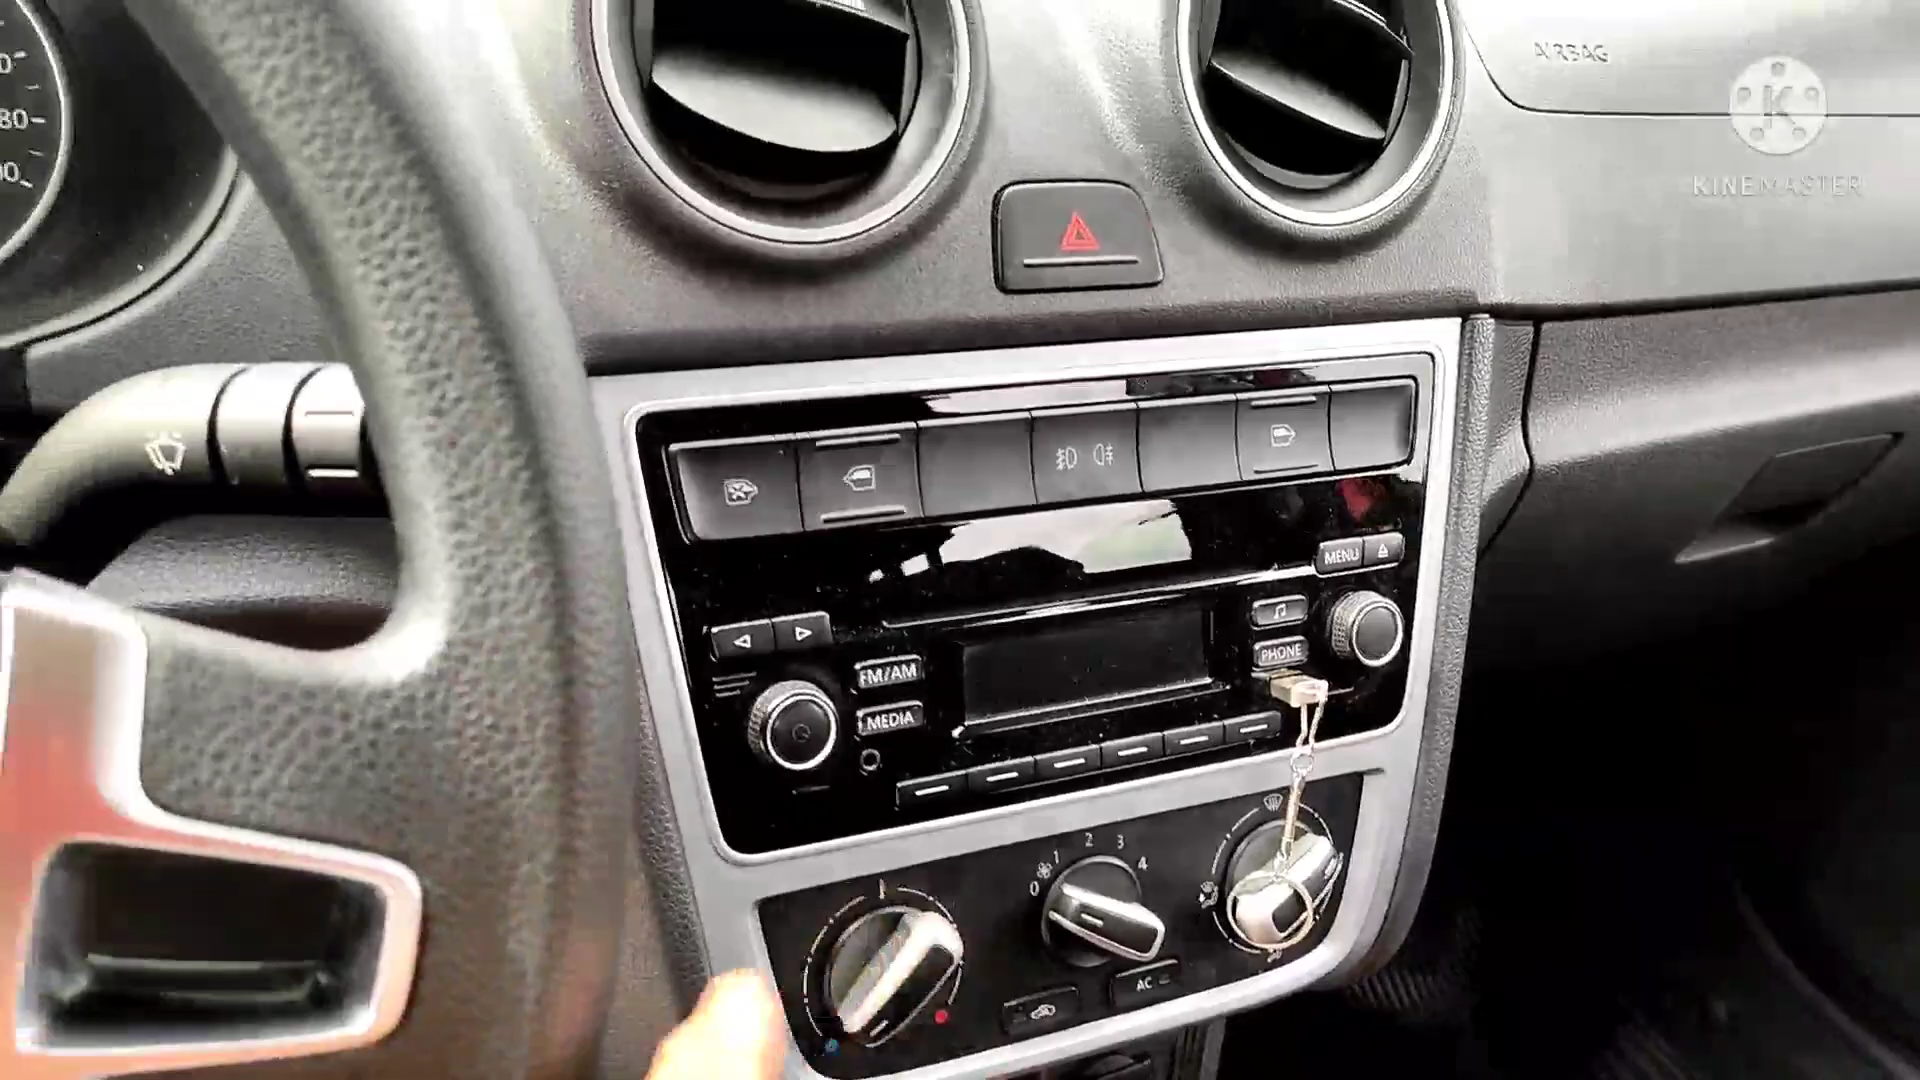 AIRBAG
K
KINEMASTER
80
MENU
PHONE
FM/AM
MEDIA
0 1 2 3 4
AC